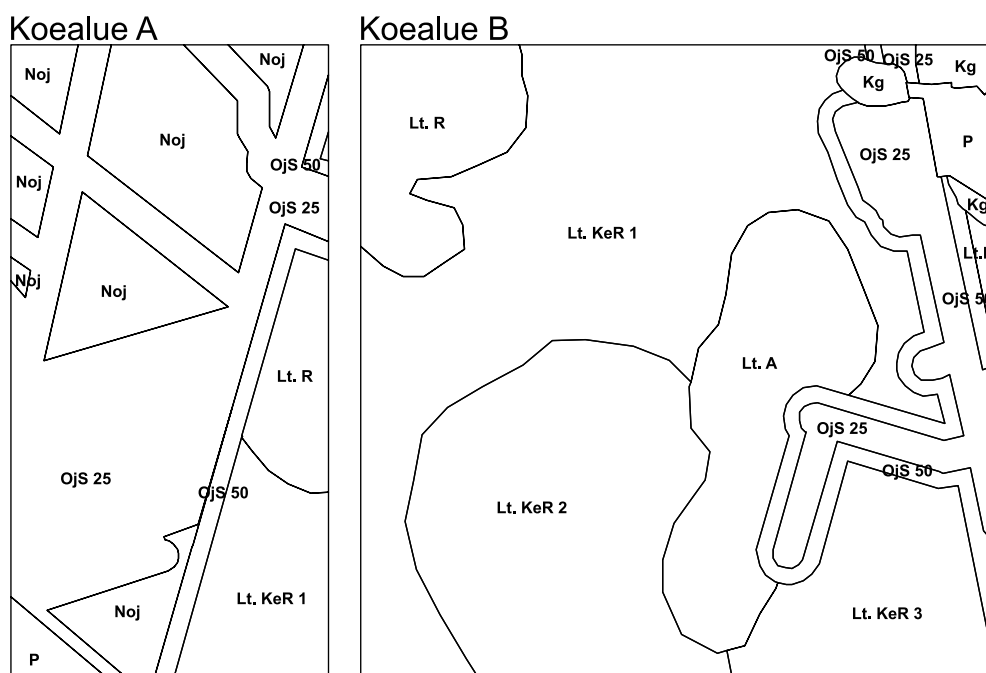 Koealue A
Noj
Noj
Noj
OjS 50
Noj
OjS 25
Noj
Noj
Lt. R
OjS 25
OjS 50
Lt. KeR 1
Noj
P
Koealue B
OjS 50
OjS 25
Kg
Kg
Lt. R
P
OjS 25
Kg
Lt. KeR 1
OjS 50
Lt. A
OjS 25
OjS 50
Lt. KeR 2
Lt. KeR 3